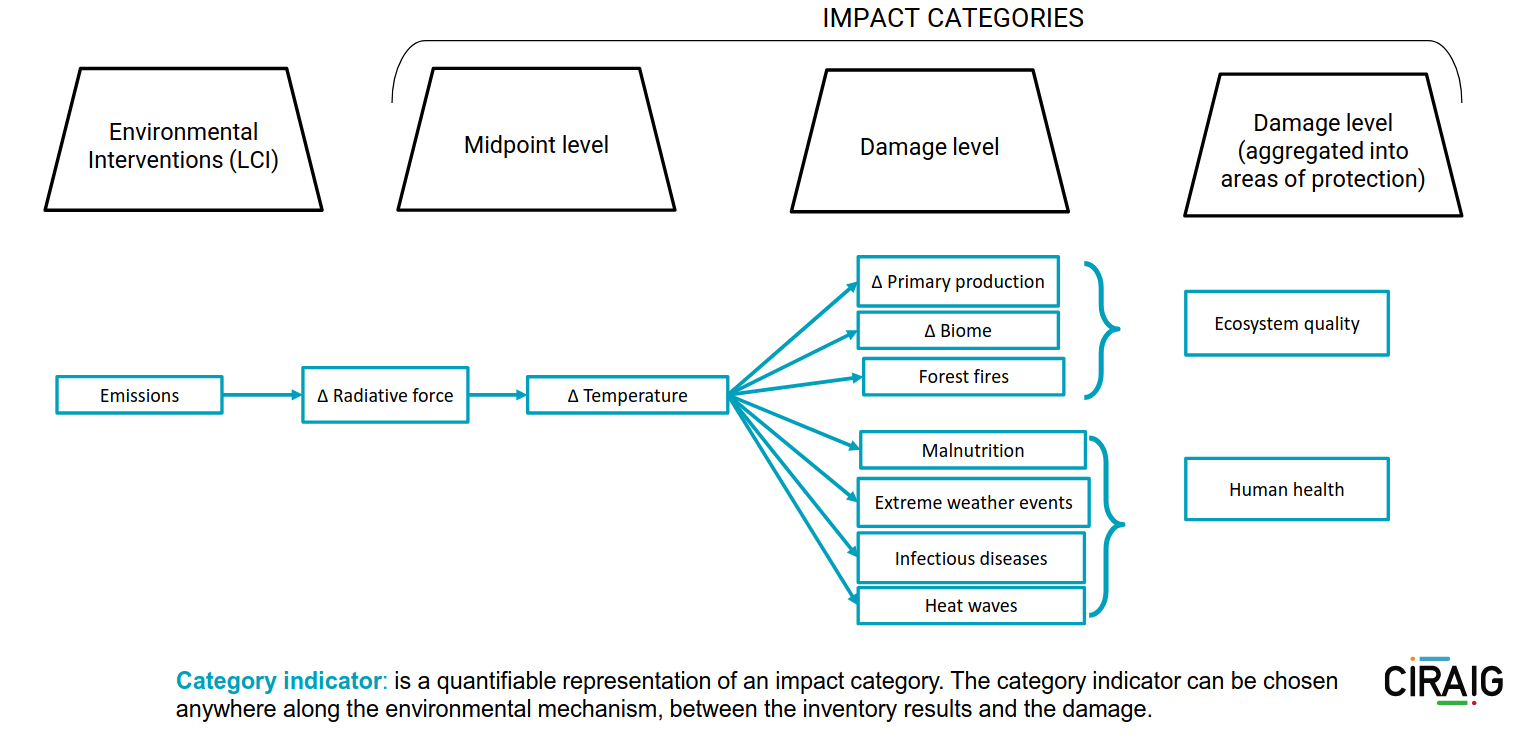 IMPACT CATEGORIES
Environmental
Interventions (LCI)
Midpoint level
Damage level
Damage level
(aggregated into
areas of protection)
Emissions
Δ Radiative force
Δ Temperature
Δ Primary production
Δ Biome
Forest fires
Malnutrition
Extreme weather events
Infectious diseases
Heat waves
Ecosystem quality
Human health
Category indicator: is a quantifiable representation of an impact category. The category indicator can be chosen
anywhere along the environmental mechanism, between the inventory results and the damage.
CIRAIG